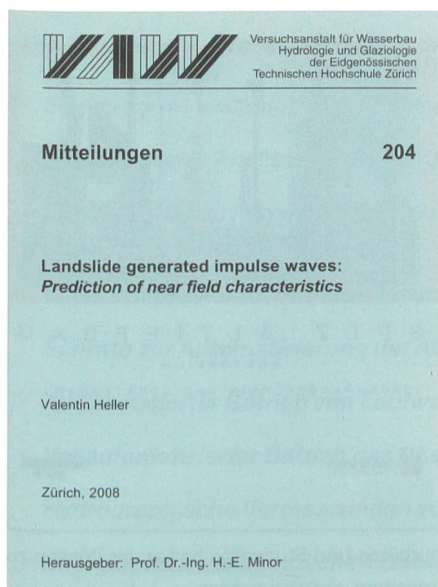 VAW
Versuchsanstalt für Wasserbau
Hydrologie und Glaziologie
der Eidgenössischen
Technischen Hochschule Zürich
Mitteilungen 204
Landslide generated impulse waves:
Prediction of near field characteristics
Valentin Heller
Zürich, 2008
Herausgeber: Prof. Dr.-Ing. H.-E. Minor